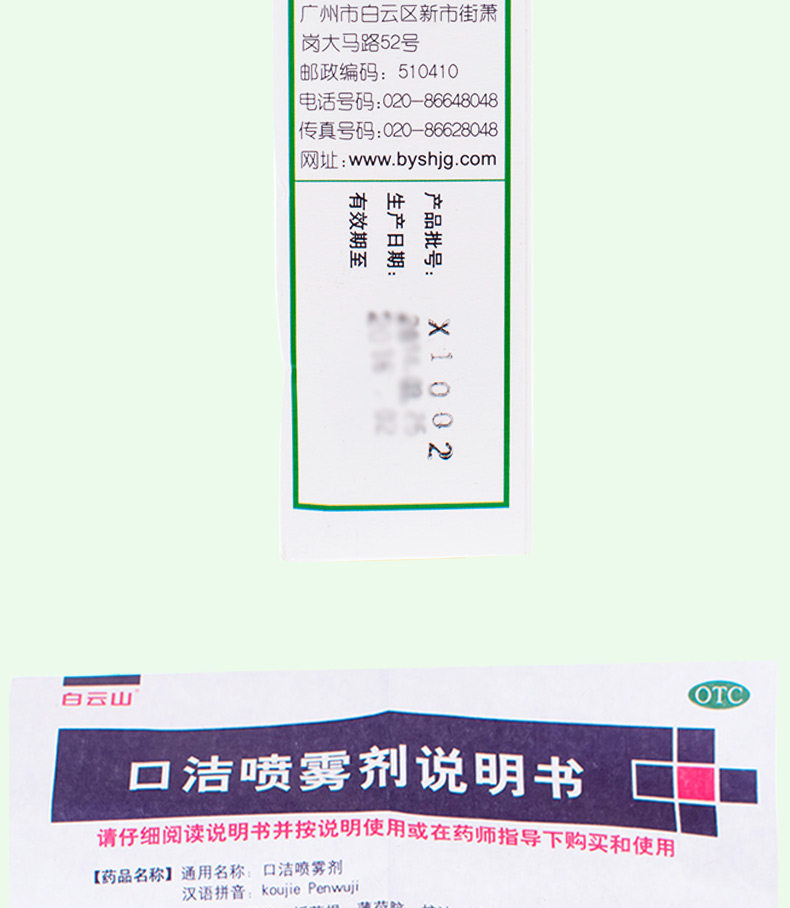 广州市白云区新市街萧
岗大马路52号
邮政编码：510410
电话号码:020-86648048
传真号码:020-86628048
网址:www.byshjg.com
产品批号: X1002
生产日期:
有效期至
白云山
OTC
口洁喷雾剂说明书
请仔细阅读说明书并按说明使用或在药师指导下购买和使用
【药品名称】通用名称：口洁喷雾剂
汉语拼音：koujie Penwuji